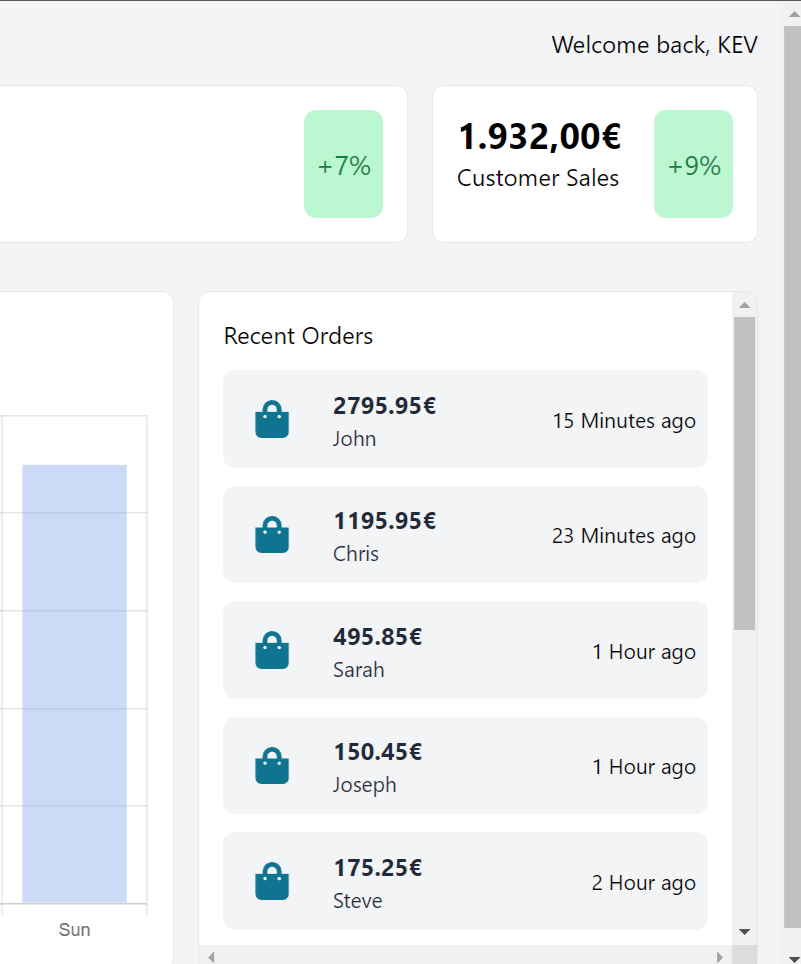 Welcome back, KEV
+7%
1.932,00€
Customer Sales
+9%
Recent Orders
2795.95€
John
15 Minutes ago
1195.95€
Chris
23 Minutes ago
495.85€
Sarah
1 Hour ago
150.45€
Joseph
1 Hour ago
175.25€
Steve
2 Hour ago
Sun